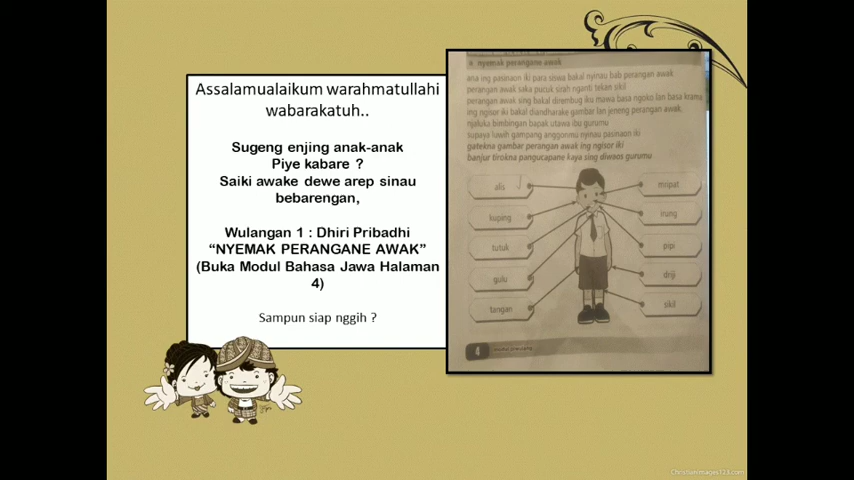 Assalamualaikum warahmatullahi
wabarakatuh..
Sugeng enjing anak-anak
Piye kabare ?
Saiki awake dewe arep sinau
bebarengan,
Wulangan 1 : Dhiri Pribadhi
“NYEMAK PERANGANE AWAK”
(Buka Modul Bahasa Jawa Halaman
4)
Sampun siap nggih ?
nyemak perangane awak
ana ing pasinaon iki para siswa bakal nyinau bab perangan awak
perangan awak saka pucuk sirah nganti tekan sikil
perangan awak sing bakal dirembug iku mawa basa ngoko lan basa krama
ing ngisor iki bakal diandharake gambar lan jeneng perangan awak,
njaluka bimbingan bapak utawa ibu gurumu
supaya luwih gampang anggonmu nyinau pasinaon iki
gatekna gambar perangan awak ing ngisor iki
banjur tirokna pangucapane kaya sing diwaos gurumu
alis
mripat
kuping
irung
tutuk
pipi
gulu
driji
tangan
sikil
4
Christianimages123.com